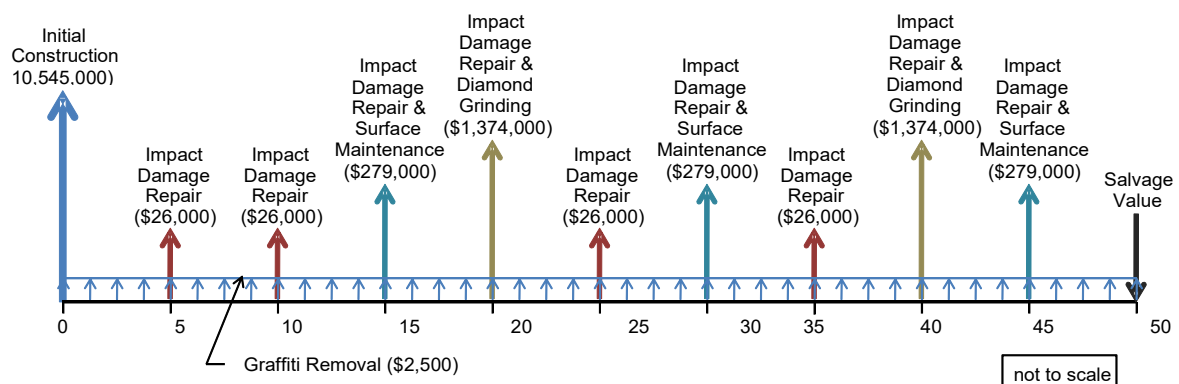 Initial
Construction
10,545,000)
Impact
Damage
Repair
($26,000)
Impact
Damage
Repair
($26,000)
Impact
Damage
Repair &
Surface
Maintenance
($279,000)
Impact
Damage
Repair &
Diamond
Grinding
($1,374,000)
Impact
Damage
Repair
($26,000)
Impact
Damage
Repair &
Surface
Maintenance
($279,000)
Impact
Damage
Repair
($26,000)
Impact
Damage
Repair &
Diamond
Grinding
($1,374,000)
Impact
Damage
Repair &
Surface
Maintenance
($279,000)
Salvage
Value
0 5 10 15 20 25 30 35 40 45 50
Graffiti Removal ($2,500)
not to scale